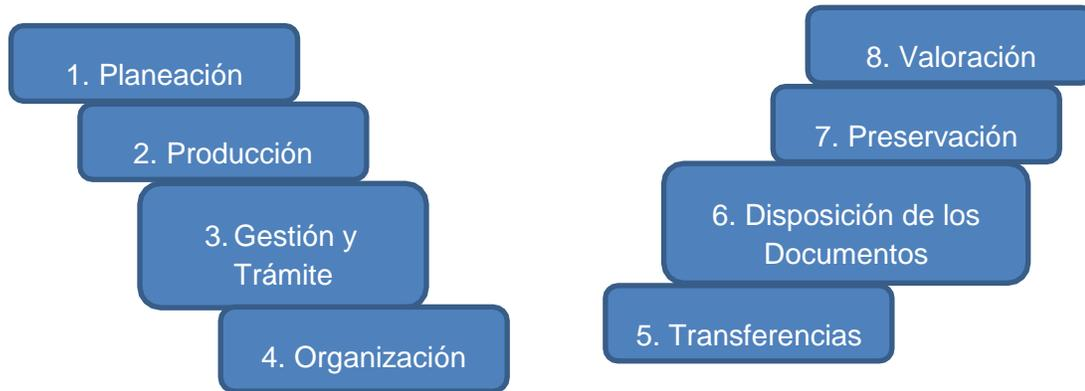 1. Planeación
2. Producción
3. Gestión y
Trámite
4. Organización
8. Valoración
7. Preservación
6. Disposición de los
Documentos
5. Transferencias